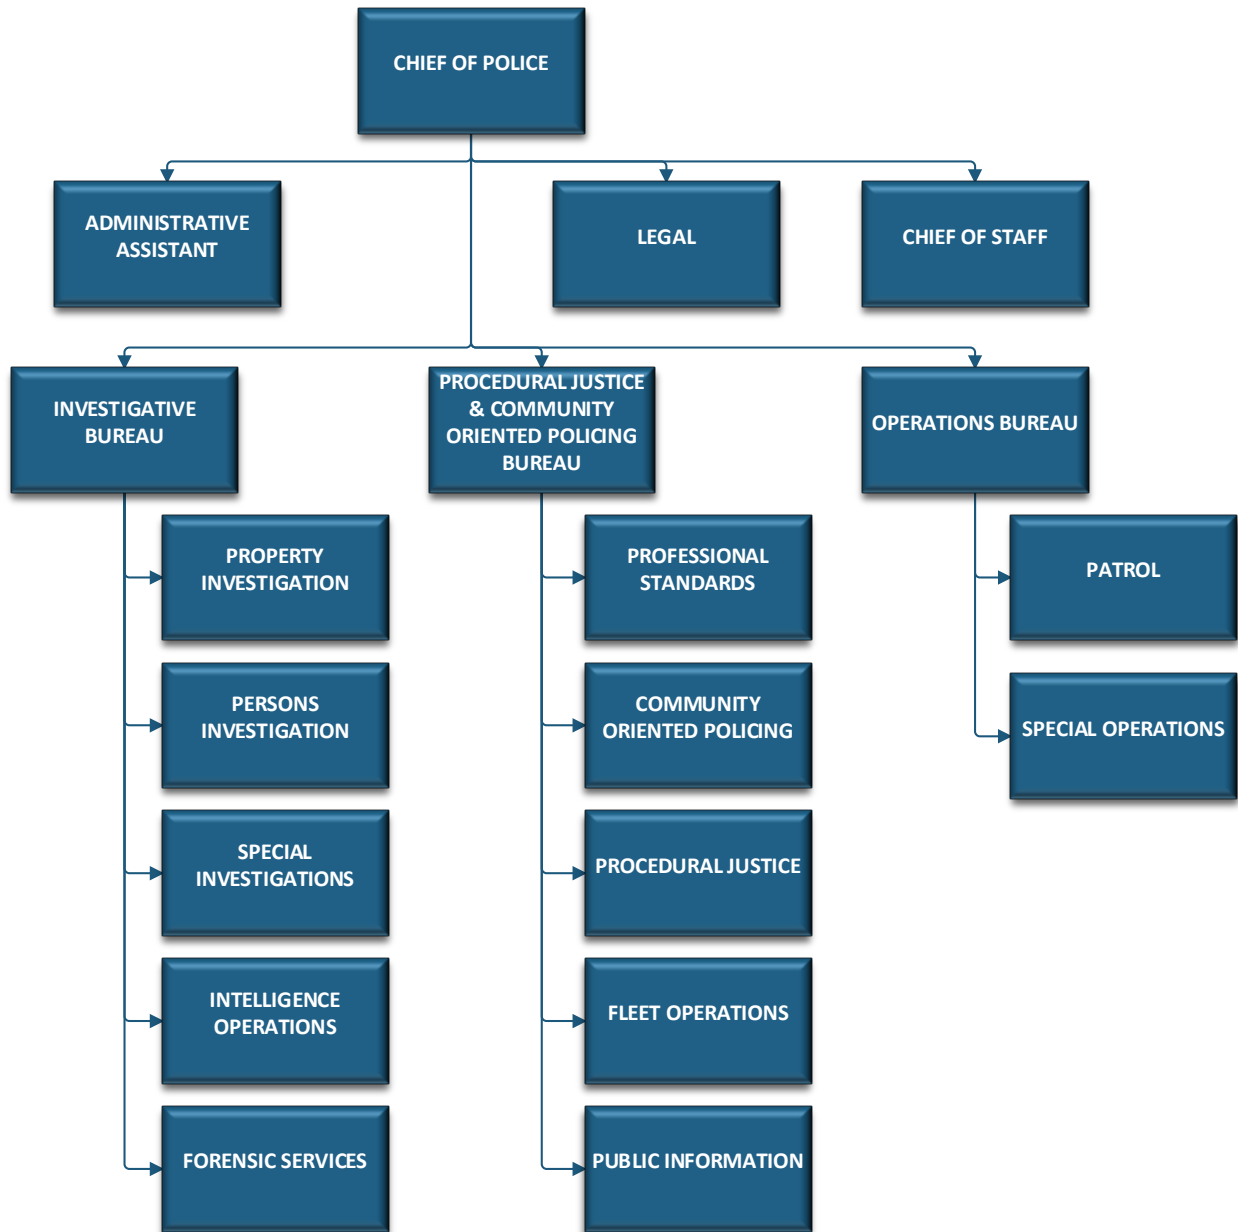 CHIEF OF POLICE
ADMINISTRATIVE
ASSISTANT
LEGAL
CHIEF OF STAFF
INVESTIGATIVE
BUREAU
PROCEDURAL JUSTICE
& COMMUNITY
ORIENTED POLICING
BUREAU
OPERATIONS BUREAU
PROPERTY
INVESTIGATION
PERSONS
INVESTIGATION
SPECIAL
INVESTIGATIONS
INTELLIGENCE
OPERATIONS
FORENSIC SERVICES
PROFESSIONAL
STANDARDS
COMMUNITY
ORIENTED POLICING
PROCEDURAL JUSTICE
FLEET OPERATIONS
PUBLIC INFORMATION
PATROL
SPECIAL OPERATIONS